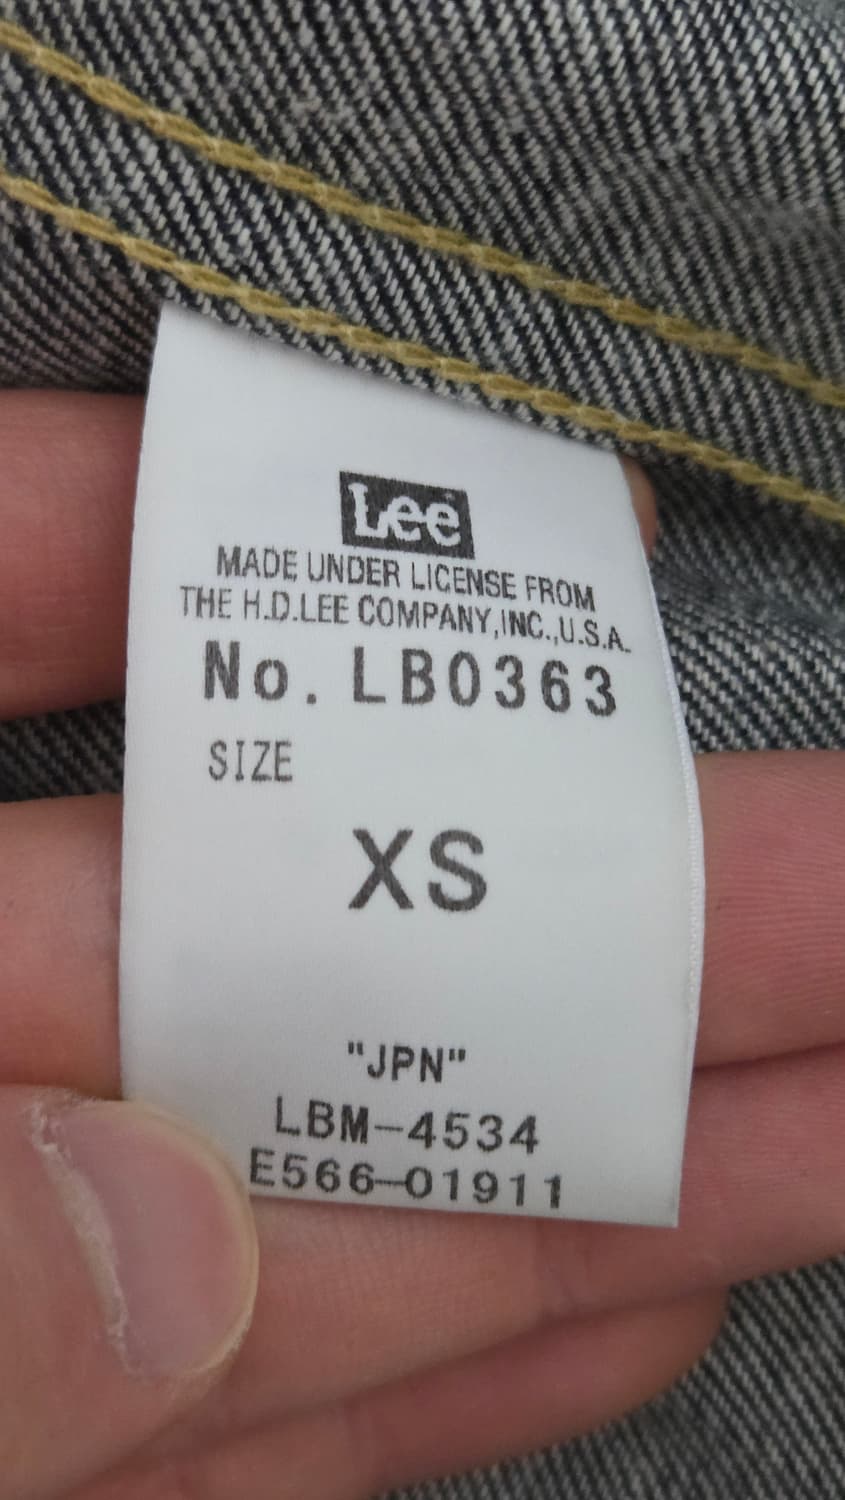 Lee
MADE UNDER LICENSE FROM
THE H.D.LEE COMPANY,INC.,U.S.A.
No. LB0363
SIZE
XS
"JPN"
LBM-4534
E566-01911